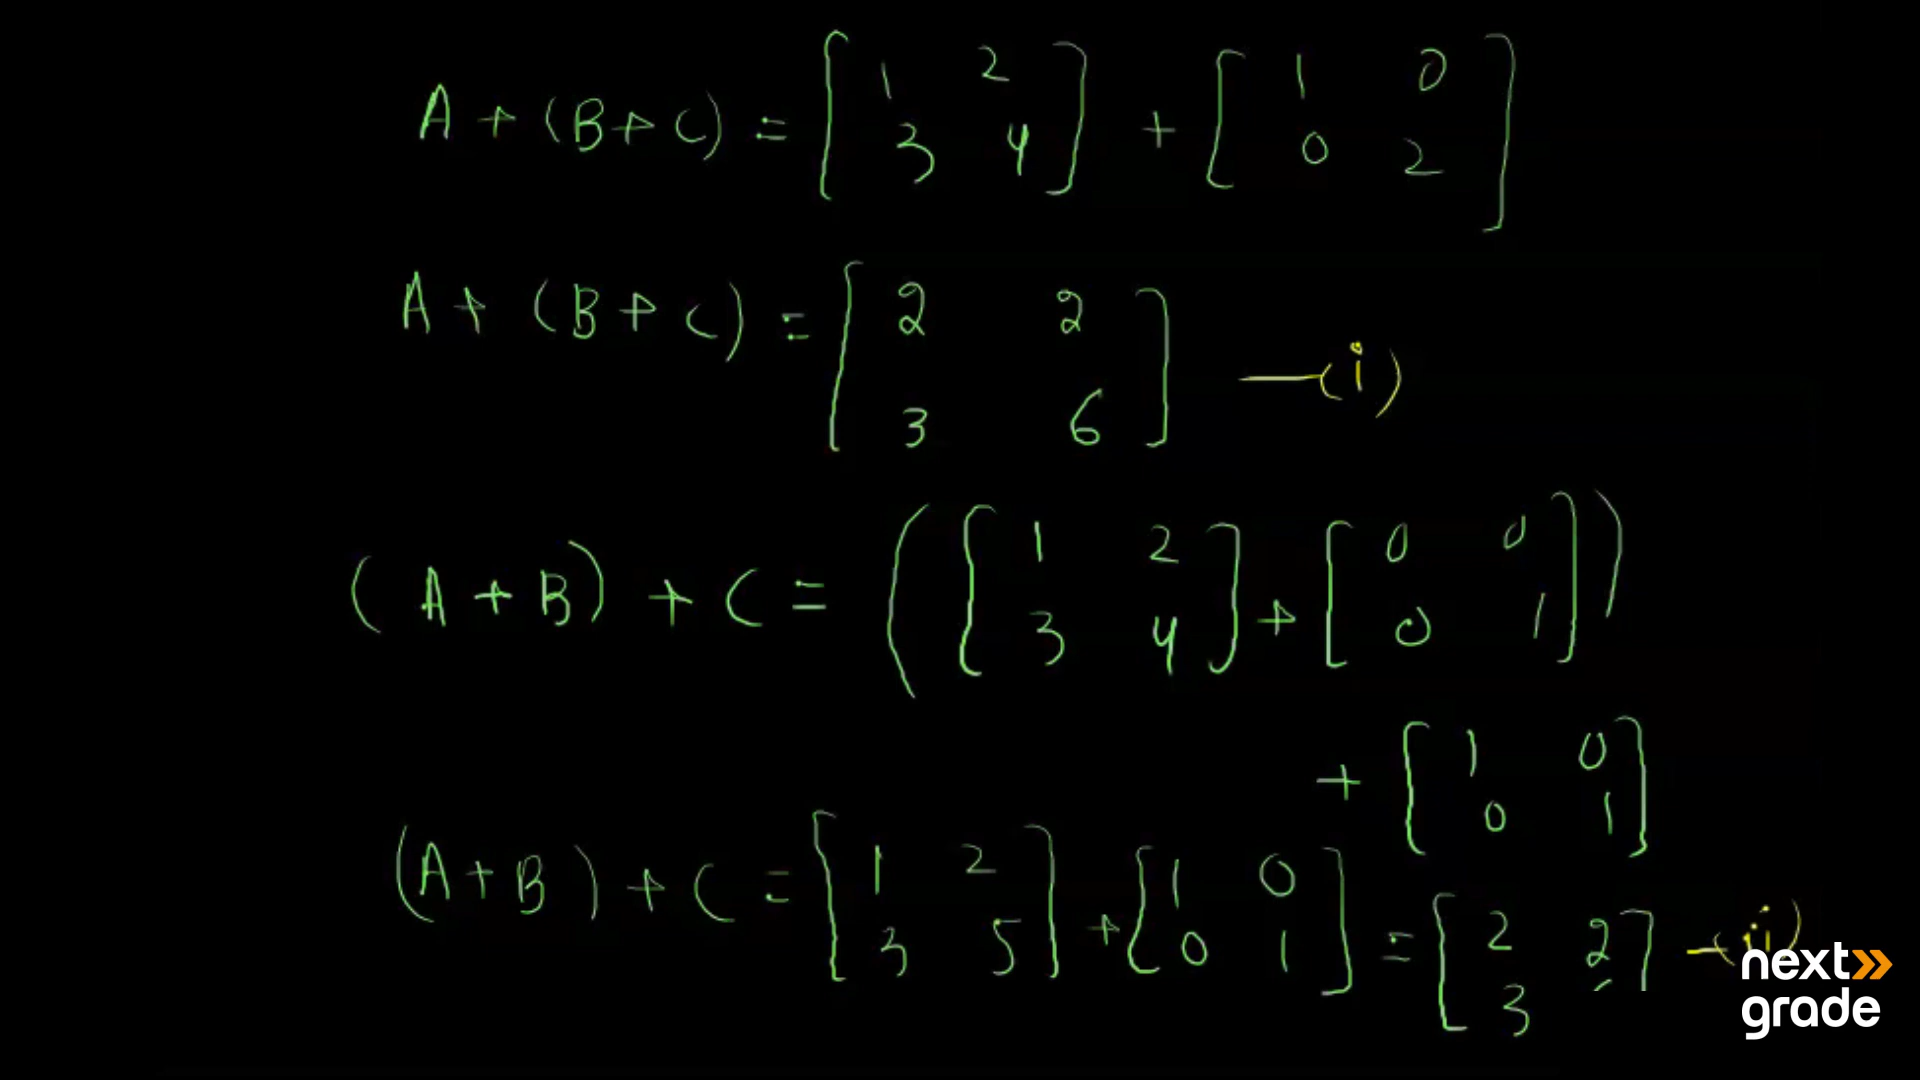 A + (B + C) = [1 2 3 4] + [1 0 0 2]
A + (B + C) = [2 2 3 6] —(i)
(A + B) + C = ([1 2 3 4] + [0 0 0 1])
+ [1 0 0 1]
(A + B) + C = [1 2 3 5] + [1 0 0 1] = [2 2 3] —(ii)
next
grade